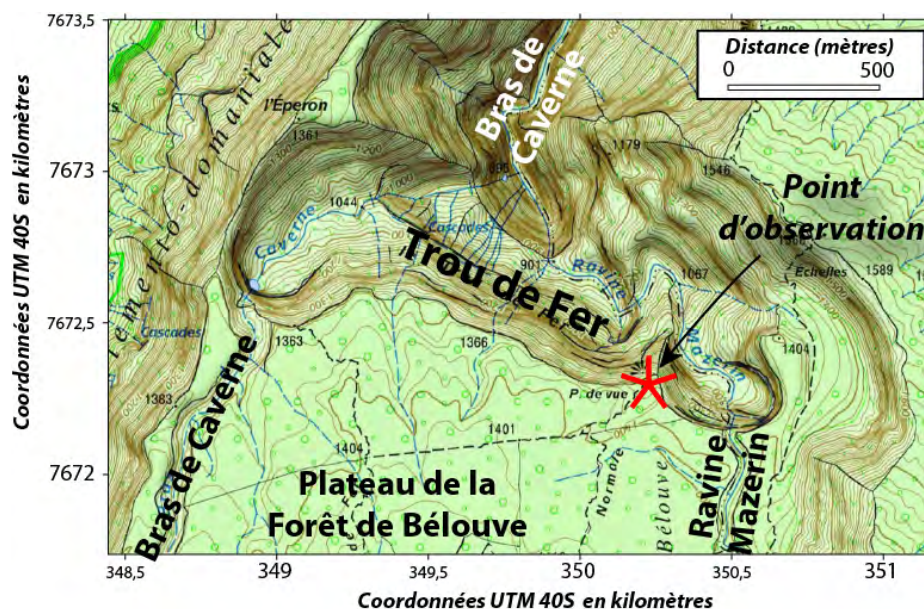 Coordonnées UTM 40S en kilomètres
7673,5
7673
7672,5
7672
Distance (mètres)
0 500
Bras de
Caverne
l'Éperon
1361
1179
1546
Point
d'observation
1044
Caverne
Cascades
Trou de Fer
901
Ravine
1067
Echelles
1589
Mazerin
Cascades
1363
1366
1404
1383
P. de vue
Bras de Caverne
1401
1404
Plateau de la
Forêt de Bélouve
Normale
Bélouve
Ravine
Mazerin
348,5 349 349,5 350 350,5 351
Coordonnées UTM 40S en kilomètres